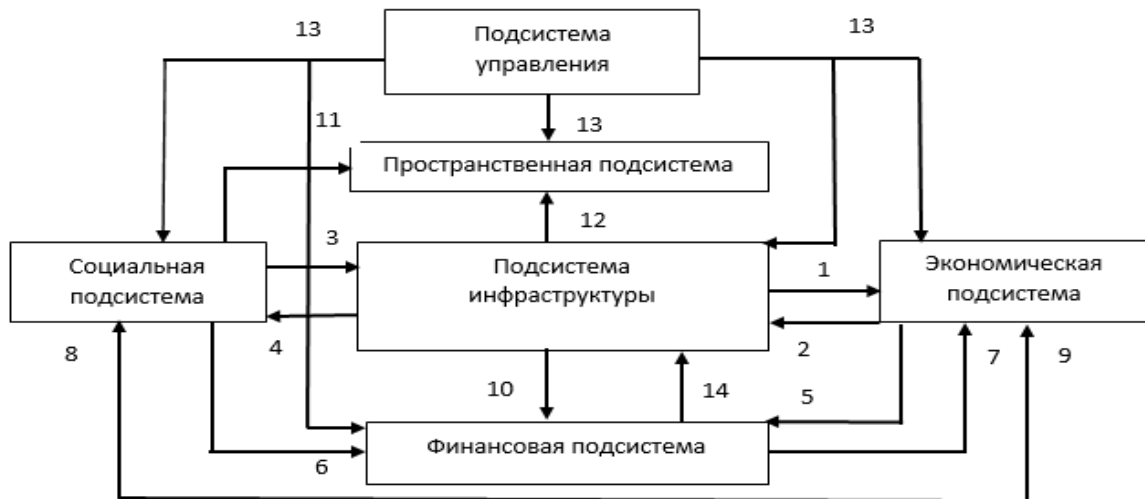 13
Подсистема
управления
13
11
13
Пространственная подсистема
12
Социальная
подсистема
3
Подсистема
инфраструктуры
1
Экономическая
подсистема
8
4
2
7
9
10
14
5
Финансовая подсистема
6